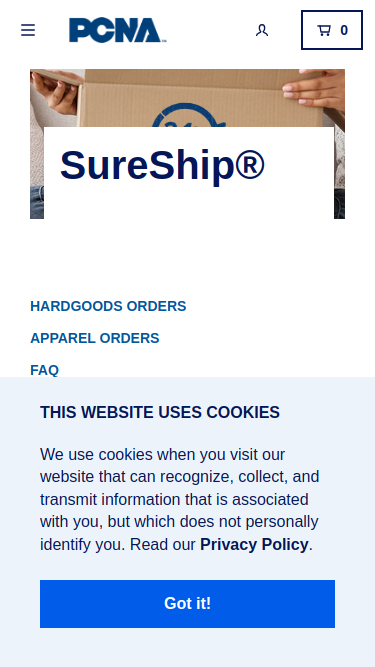 PCNA
0
SureShip®
HARDGOODS ORDERS
APPAREL ORDERS
FAQ
THIS WEBSITE USES COOKIES
We use cookies when you visit our
website that can recognize, collect, and
transmit information that is associated
with you, but which does not personally
identify you. Read our Privacy Policy.
Got it!